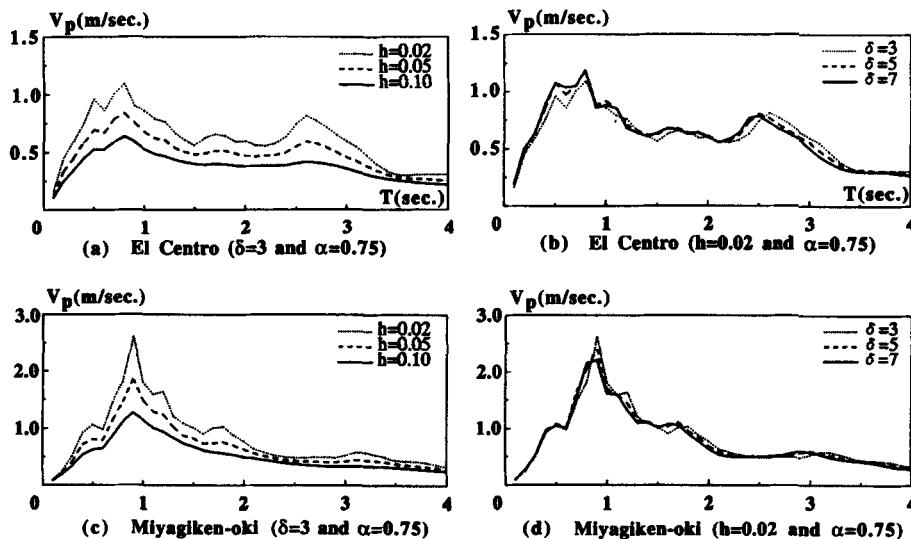 Vp(m/sec.)
1.5
h=0.02
h=0.05
h=0.10
1.0
0.5
T(sec.)
0 1 2 3 4
(a) El Centro (δ=3 and α=0.75)
Vp(m/sec.)
1.5
δ=3
δ=5
δ=7
1.0
0.5
T(sec.)
0 1 2 3 4
(b) El Centro (h=0.02 and α=0.75)
Vp(m/sec.)
3.0
h=0.02
h=0.05
h=0.10
2.0
1.0
0 1 2 3 4
(c) Miyagiken-oki (δ=3 and α=0.75)
Vp(m/sec.)
3.0
δ=3
δ=5
δ=7
2.0
1.0
0 1 2 3 4
(d) Miyagiken-oki (h=0.02 and α=0.75)